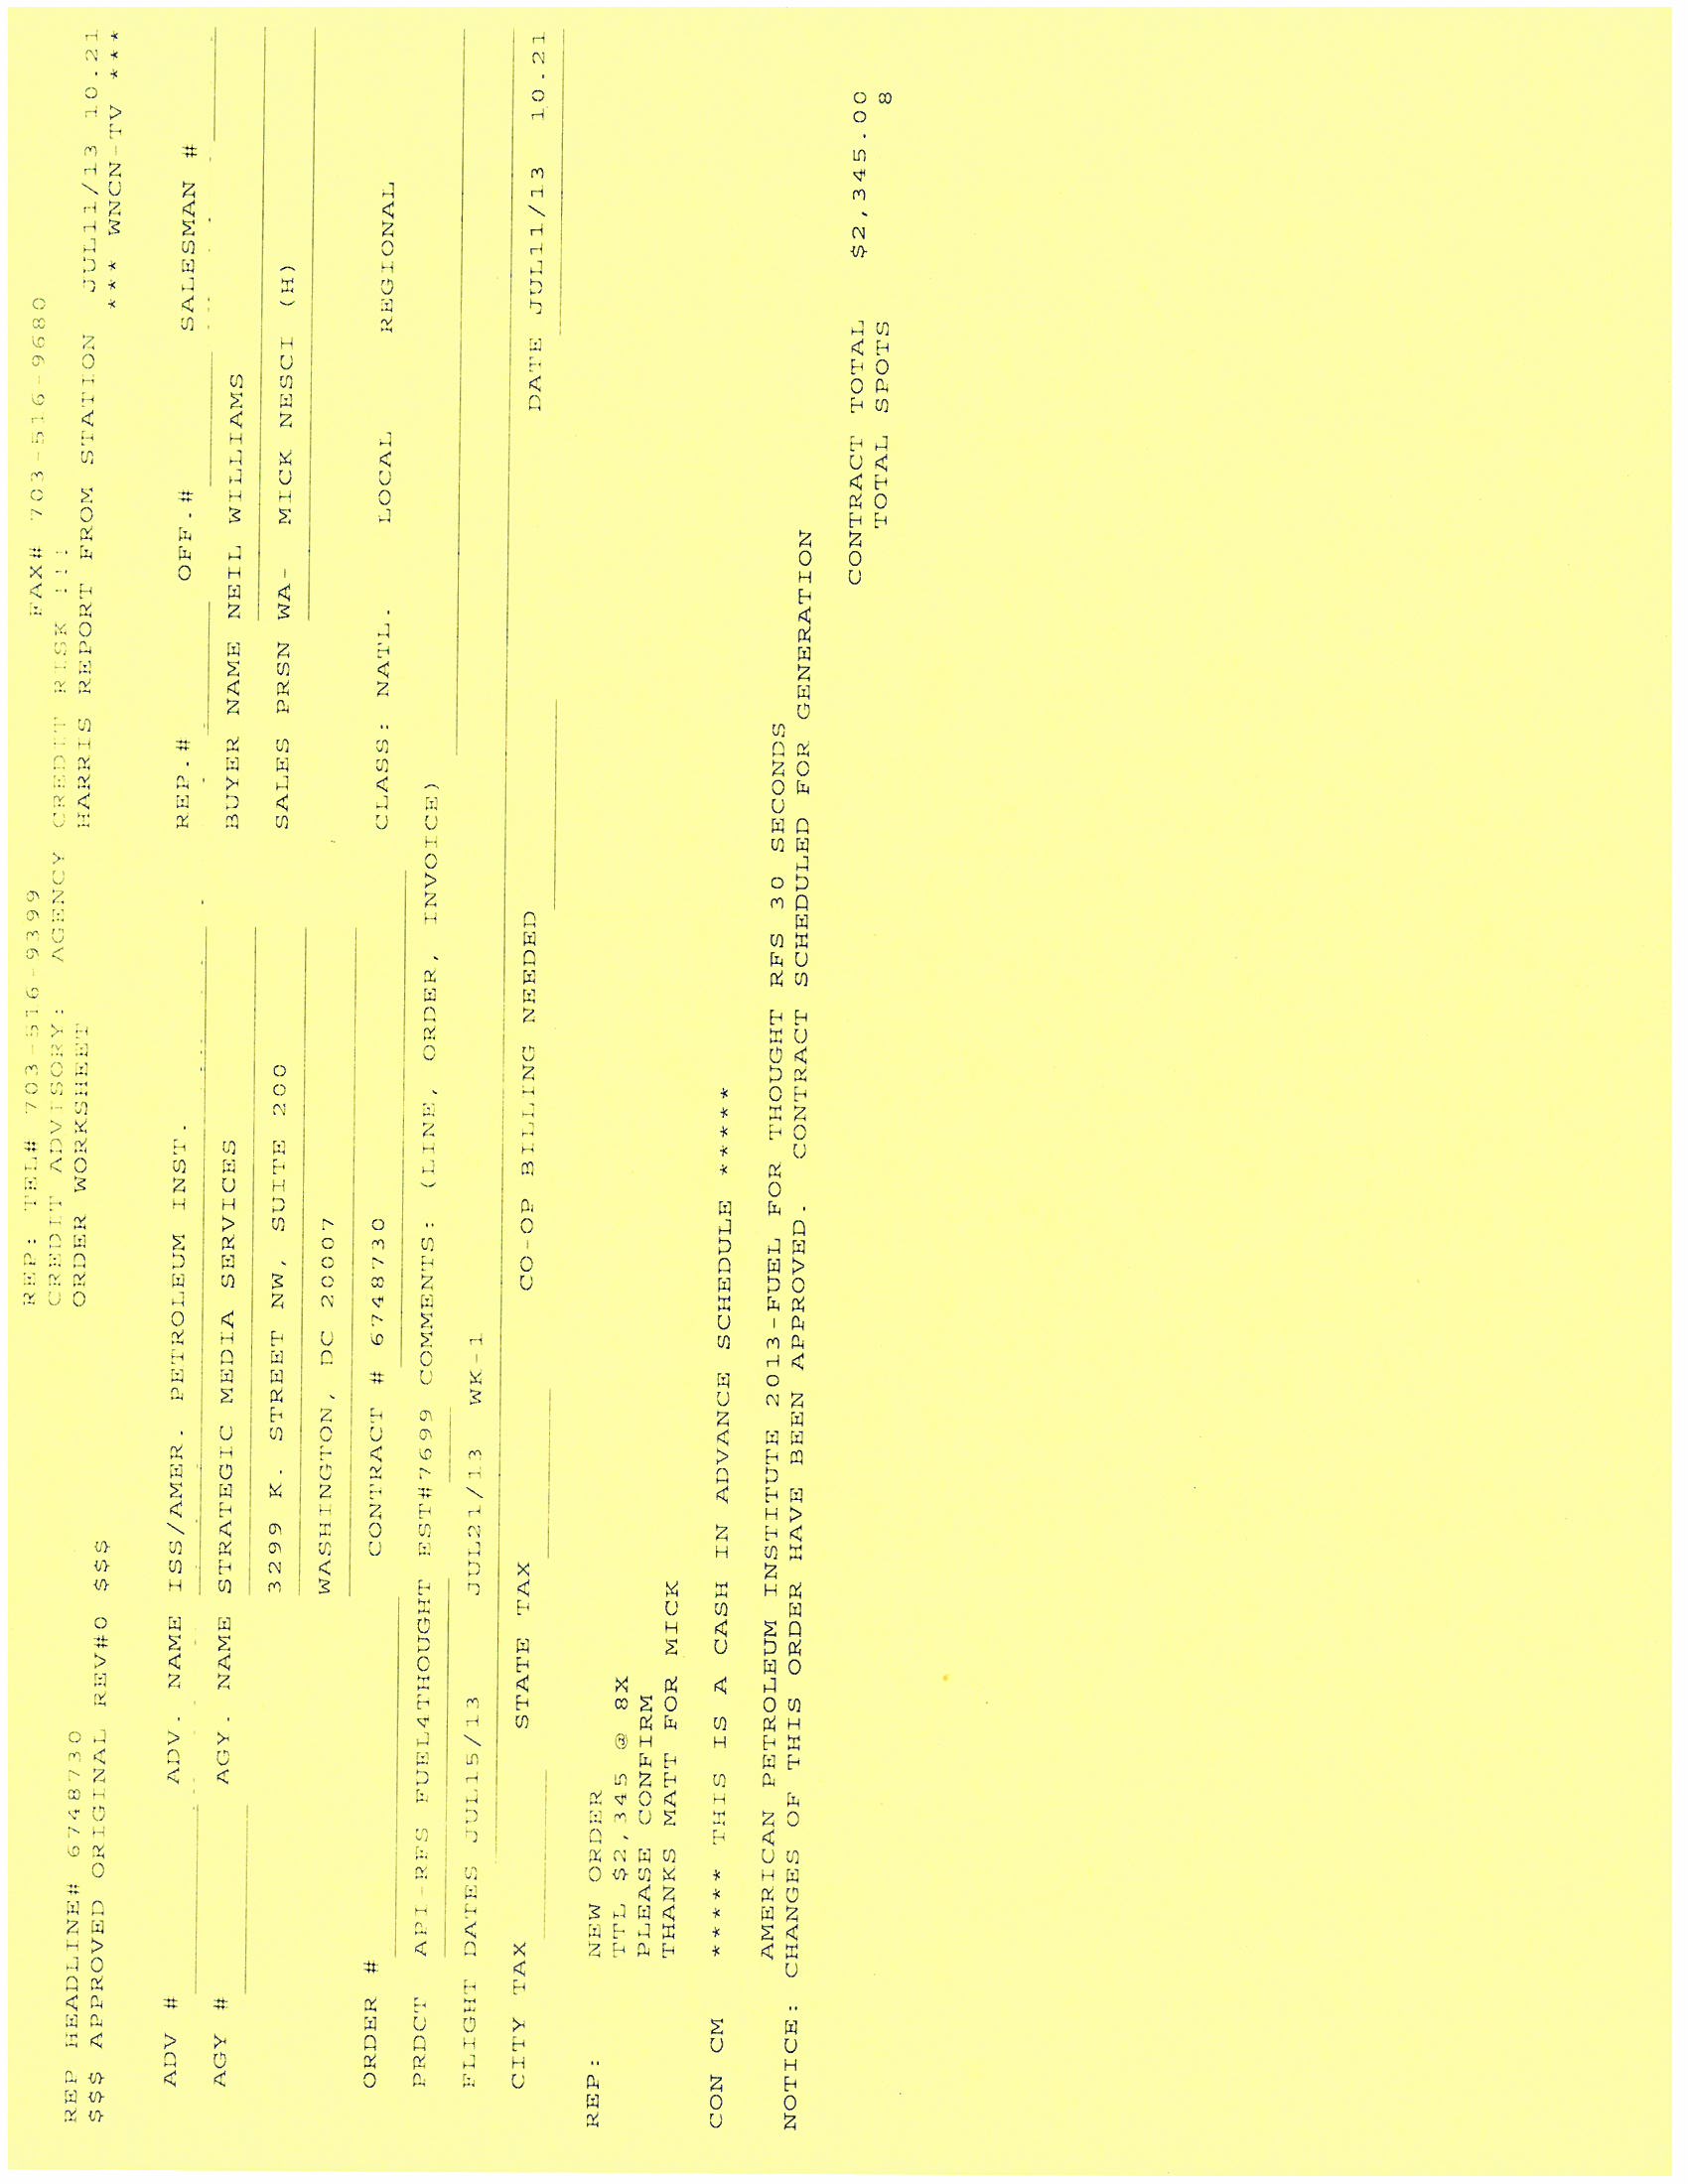 REP: TEL# 703-516-9399 FAX# 703-516-9680
CREDIT ADVISORY: AGENCY CREDIT RISK !!!
REP HEADLINE# 6748730 ORDER WORKSHEET HARRIS REPORT FROM STATION JUL11/13 10.21
$$$ APPROVED ORIGINAL REV#0 $$$ *** WNCN-TV ***
ADV # ADV. NAME ISS/AMER. PETROLEUM INST. REP.# OFF.# SALESMAN #
AGY # AGY. NAME STRATEGIC MEDIA SERVICES BUYER NAME NEIL WILLIAMS
3299 K. STREET NW, SUITE 200 SALES PRSN WA- MICK NESCI (H)
WASHINGTON, DC 20007
ORDER # CONTRACT # 6748730 CLASS: NATL. LOCAL REGIONAL
PRDCT API-RFS FUEL4THOUGHT EST#7699 COMMENTS: (LINE, ORDER, INVOICE)
FLIGHT DATES JUL15/13 JUL21/13 WK-1
CITY TAX STATE TAX CO-OP BILLING NEEDED DATE JUL11/13 10.21
REP: NEW ORDER
TTL $2,345 @ 8X
PLEASE CONFIRM
THANKS MATT FOR MICK
CON CM ***** THIS IS A CASH IN ADVANCE SCHEDULE *****
AMERICAN PETROLEUM INSTITUTE 2013-FUEL FOR THOUGHT RFS 30 SECONDS
NOTICE: CHANGES OF THIS ORDER HAVE BEEN APPROVED. CONTRACT SCHEDULED FOR GENERATION
CONTRACT TOTAL $2,345.00
TOTAL SPOTS 8